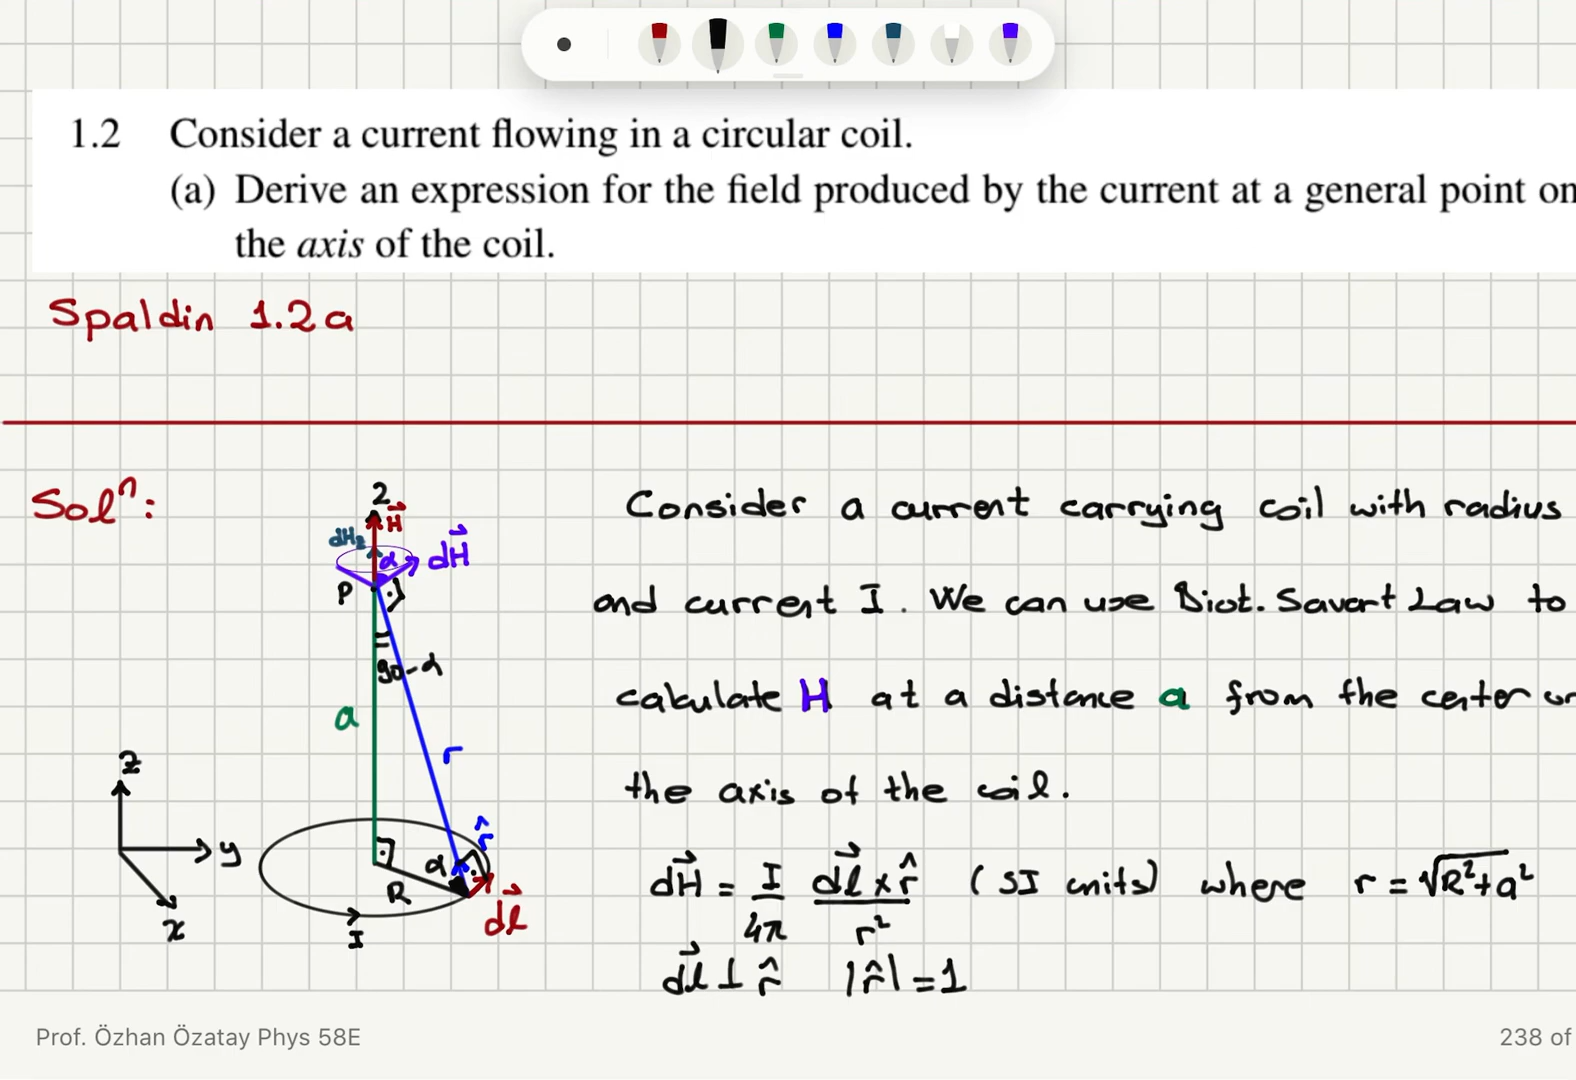 1.2 Consider a current flowing in a circular coil.
(a) Derive an expression for the field produced by the current at a general point on
the axis of the coil.
Spaldin 1.2a
Solⁿ:
Consider a current carrying coil with radius
and current I. We can use Biot. Savart Law to
calculate H at a distance a from the center on
the axis of the coil.
dH⃗ = I/4π dl⃗ x r̂/r² (SI units) where r = √R²+a²
dl⃗ ⊥ r̂ |r̂| = 1
z
H⃗
dHz
α
dH⃗
P
90-α
a
r
z
y
x
r̂
α
R
dl⃗
I
Prof. Özhan Özatay Phys 58E
238 of